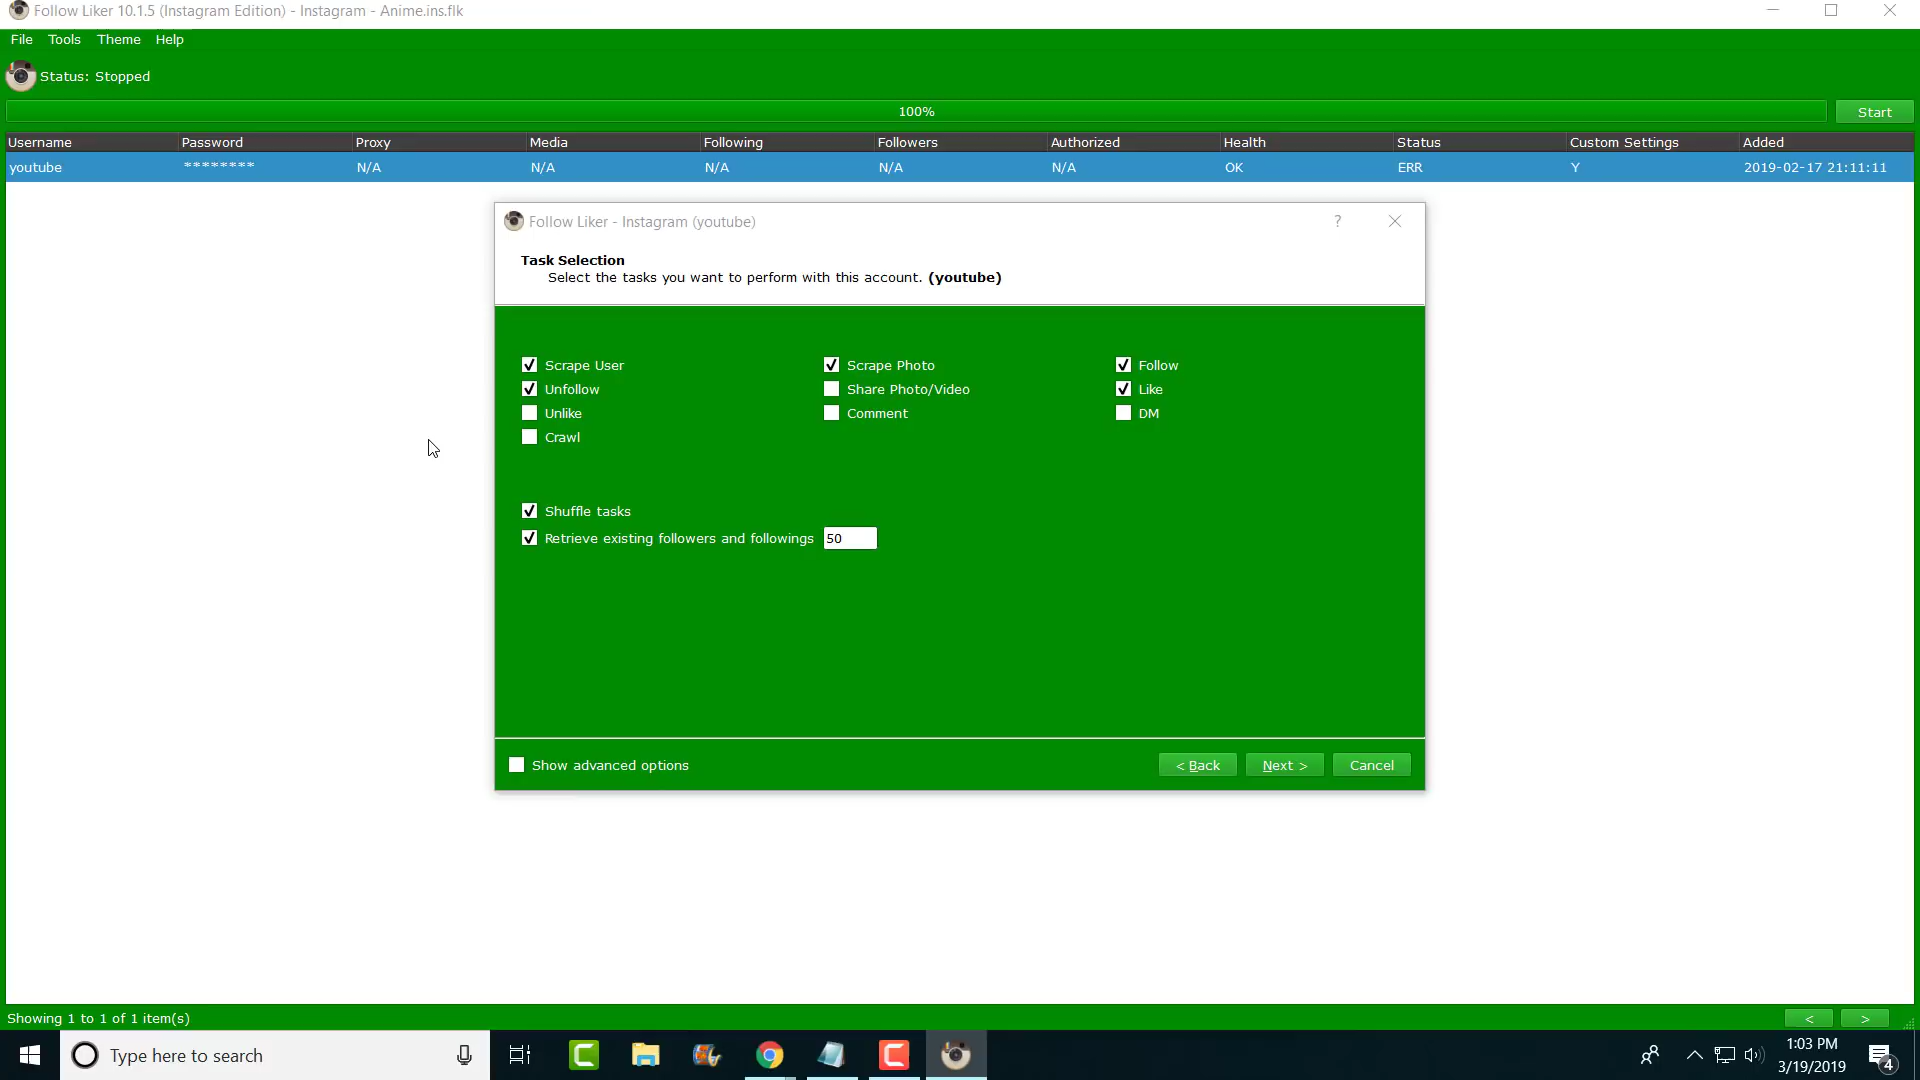 Follow Liker 10.1.5 (Instagram Edition) - Instagram - Anime.ins.flk
File Tools Theme Help
Status: Stopped
100%
Start
Username Password Proxy Media Following Followers Authorized Health Status Custom Settings Added
youtube ******** N/A N/A N/A N/A N/A OK ERR Y 2019-02-17 21:11:11
Follow Liker - Instagram (youtube)
?
Task Selection
Select the tasks you want to perform with this account. (youtube)
Scrape User Scrape Photo Follow
Unfollow Share Photo/Video Like
Unlike Comment DM
Crawl
Shuffle tasks
Retrieve existing followers and followings 50
Show advanced options < Back Next > Cancel
Showing 1 to 1 of 1 item(s) < >
Type here to search
1:03 PM
3/19/2019
4